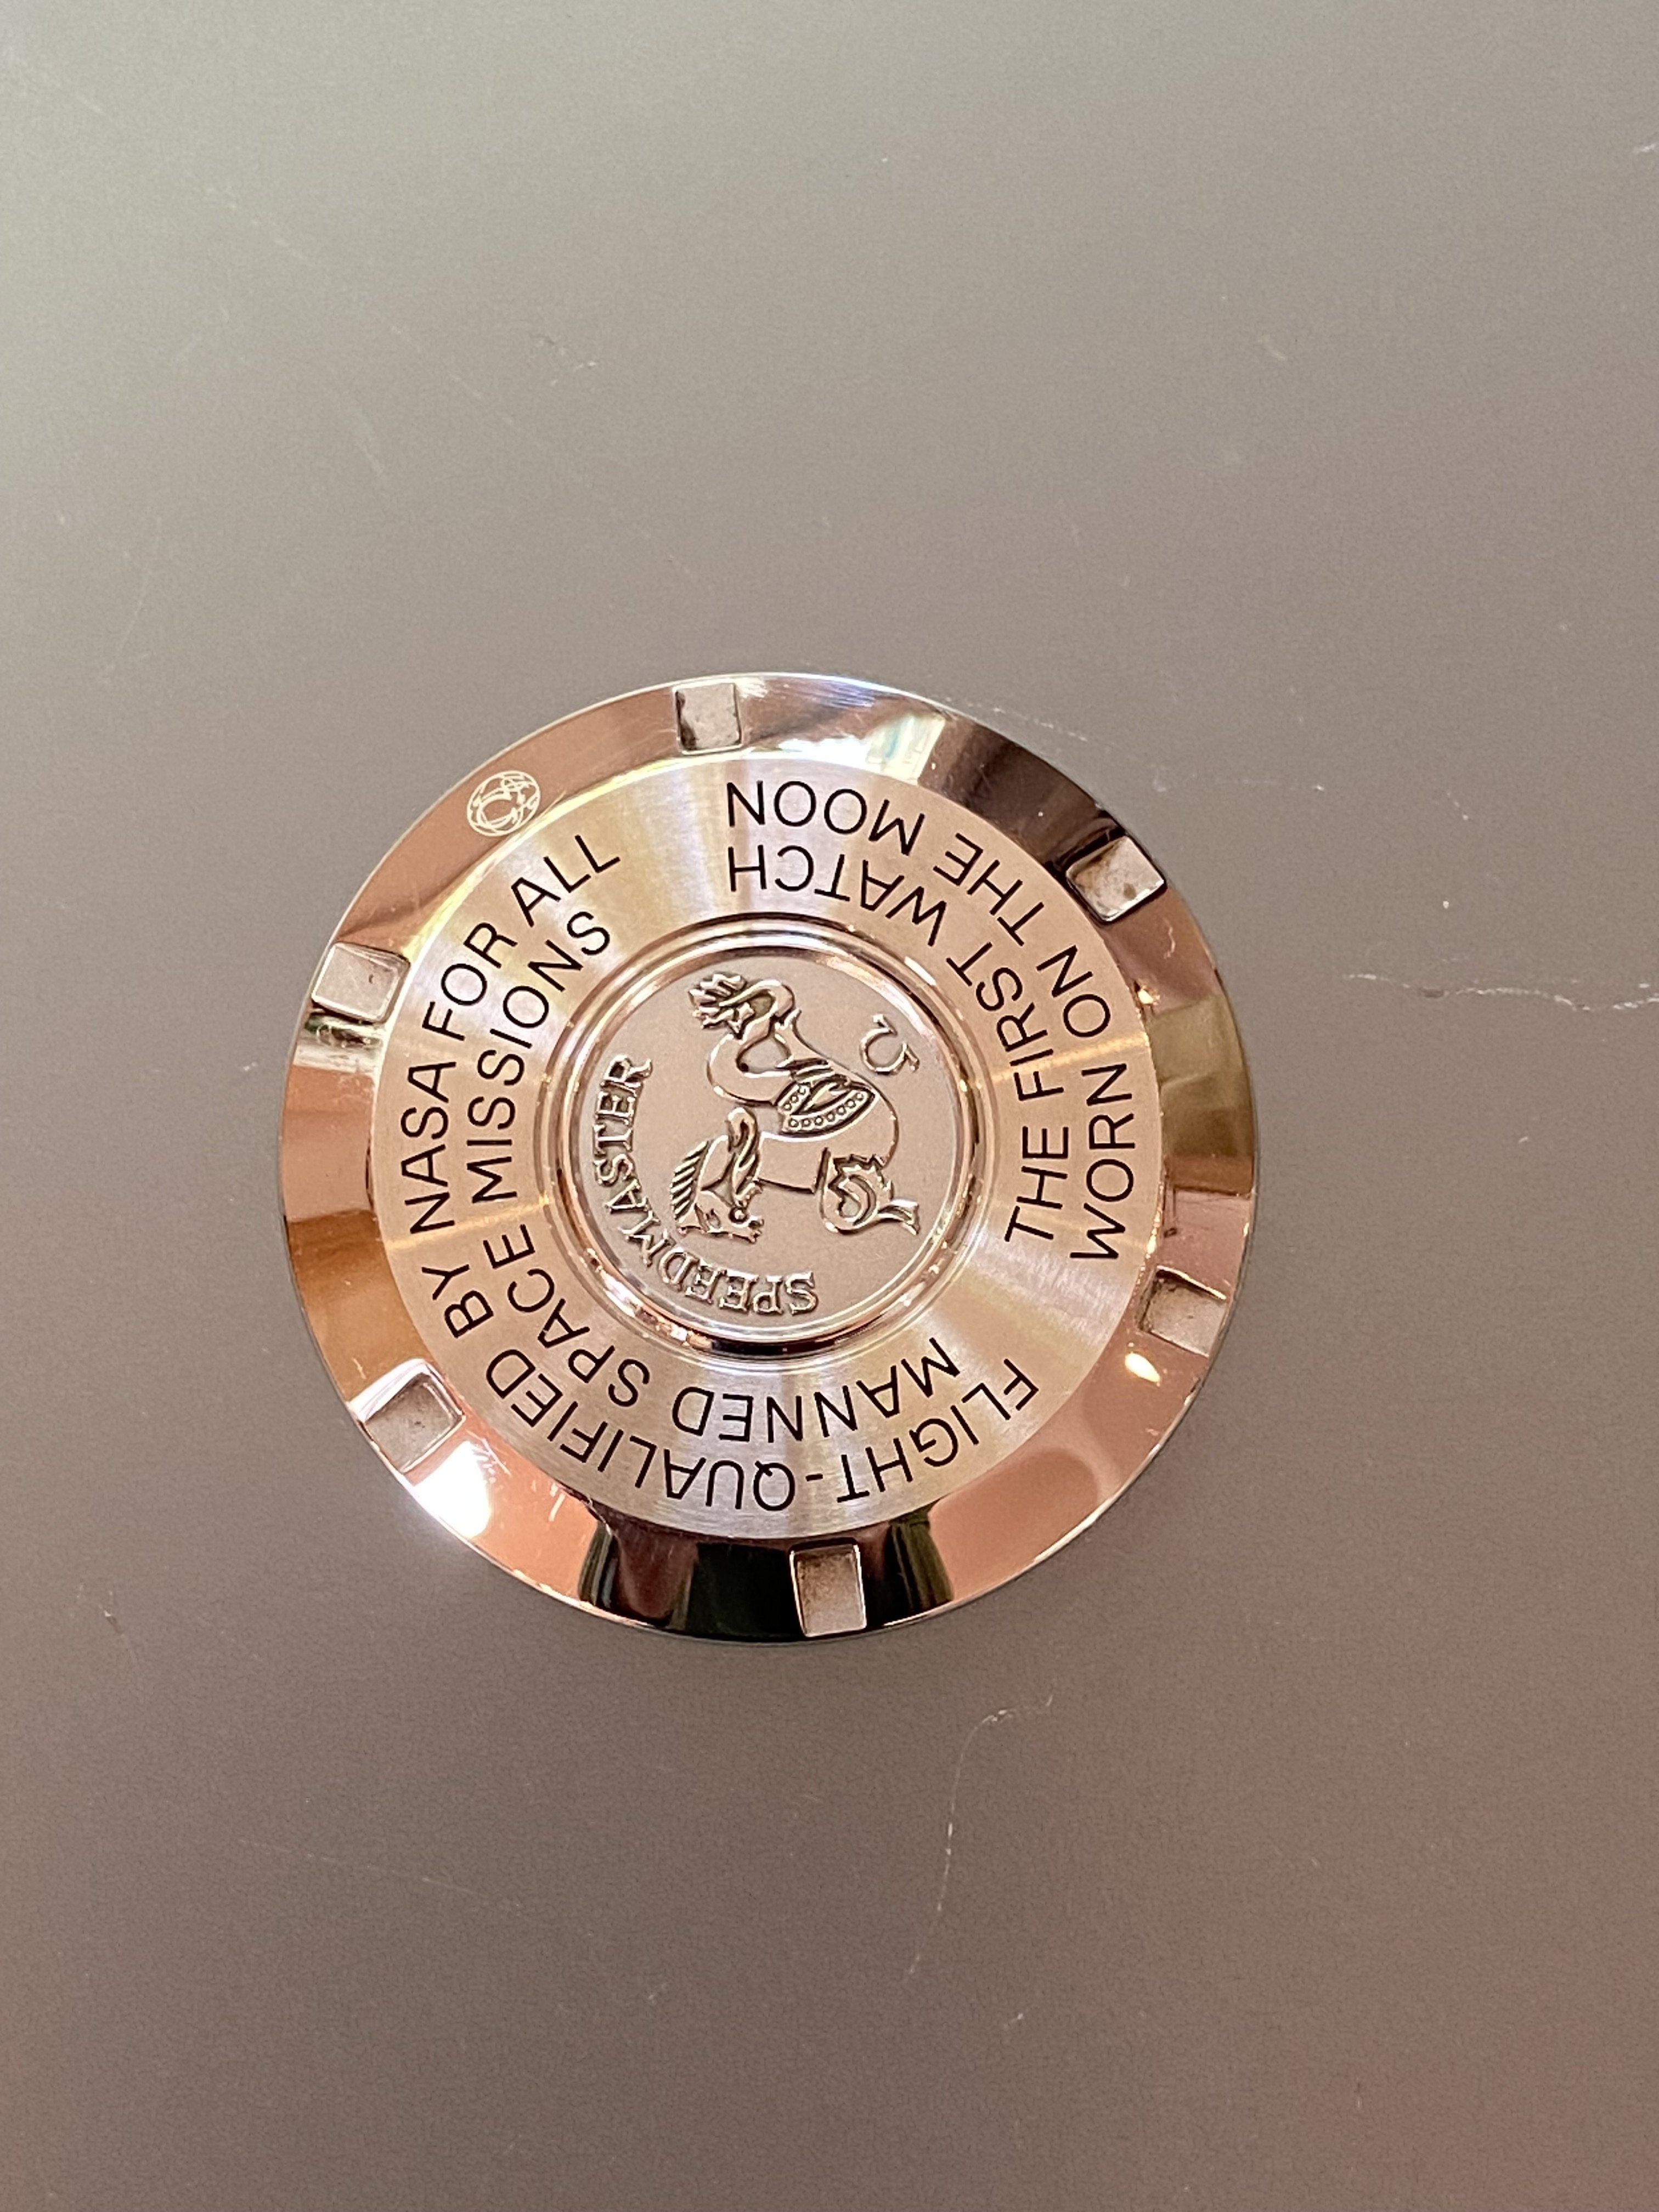 FLIGHT-QUALIFIED BY NASA FOR ALL
MANNED SPACE MISSIONS
THE FIRST WATCH
WORN ON THE MOON
SPEEDMASTER
Ω